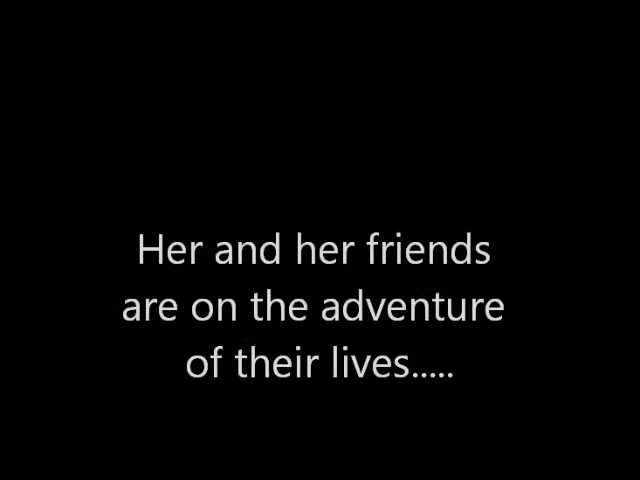 Her and her friends
are on the adventure
of their lives.....